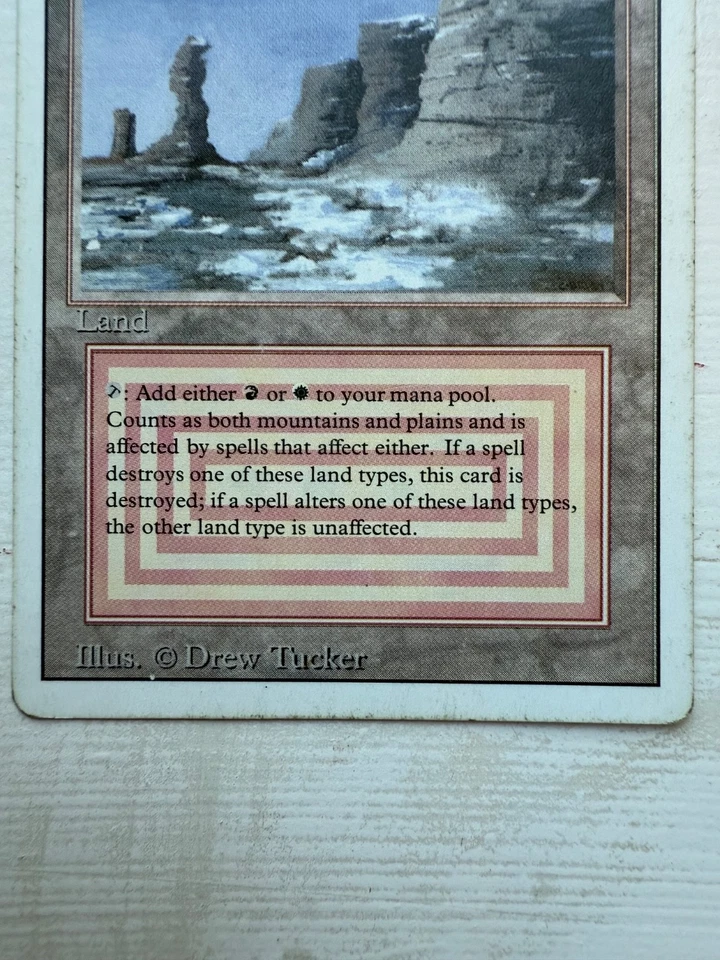 Land
: Add either or to your mana pool.
Counts as both mountains and plains and is
affected by spells that affect either. If a spell
destroys one of these land types, this card is
destroyed; if a spell alters one of these land types,
the other land type is unaffected.
Illus. © Drew Tucker